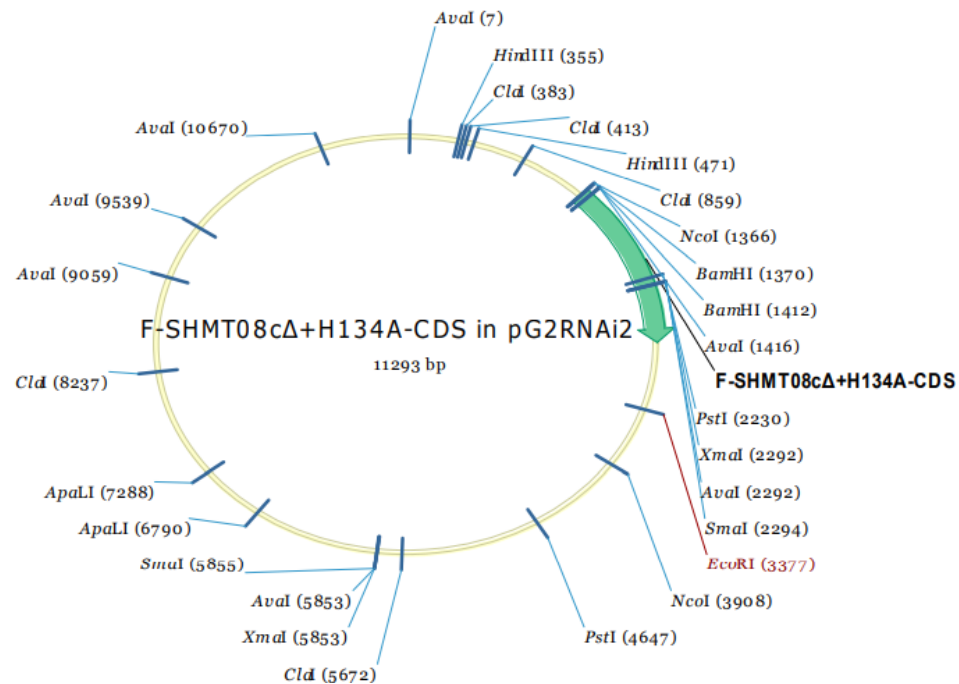 AvaI (7)
HindIII (355)
ClaI (383)
ClaI (413)
HindIII (471)
ClaI (859)
NcoI (1366)
BamHI (1370)
BamHI (1412)
AvaI (1416)
F-SHMT08cΔ+H134A-CDS
PstI (2230)
XmaI (2292)
AvaI (2292)
SmaI (2294)
EcoRI (3377)
NcoI (3908)
PstI (4647)
ClaI (5672)
XmaI (5853)
AvaI (5853)
SmaI (5855)
ApaLI (6790)
ApaLI (7288)
ClaI (8237)
AvaI (9059)
AvaI (9539)
AvaI (10670)
F-SHMT08cΔ+H134A-CDS in pG2RNAi2
11293 bp